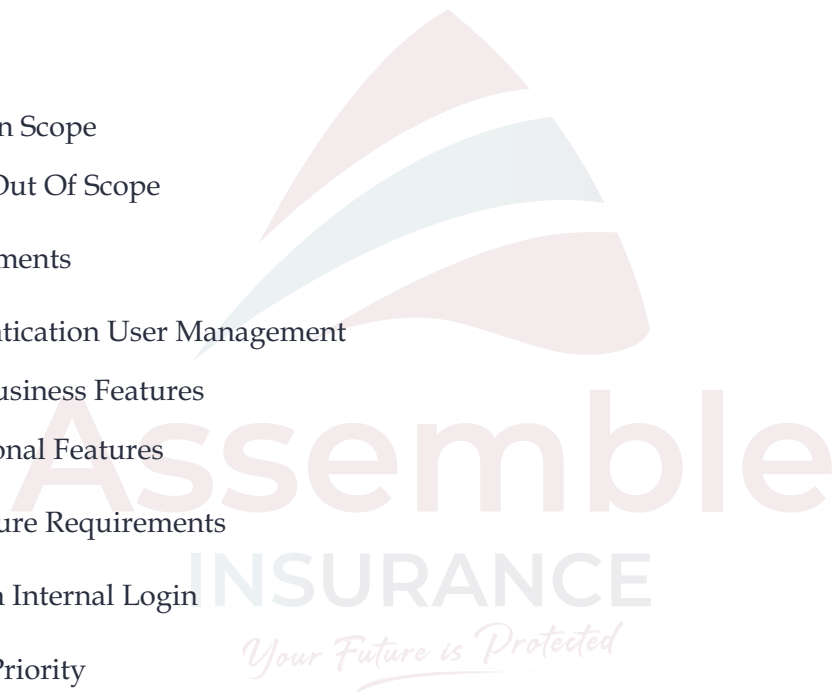 n Scope
Out Of Scope
ments
tication User Management
usiness Features
onal Features
ure Requirements
n Internal Login
Priority
Assemble
INSURANCE
Your Future is Protected